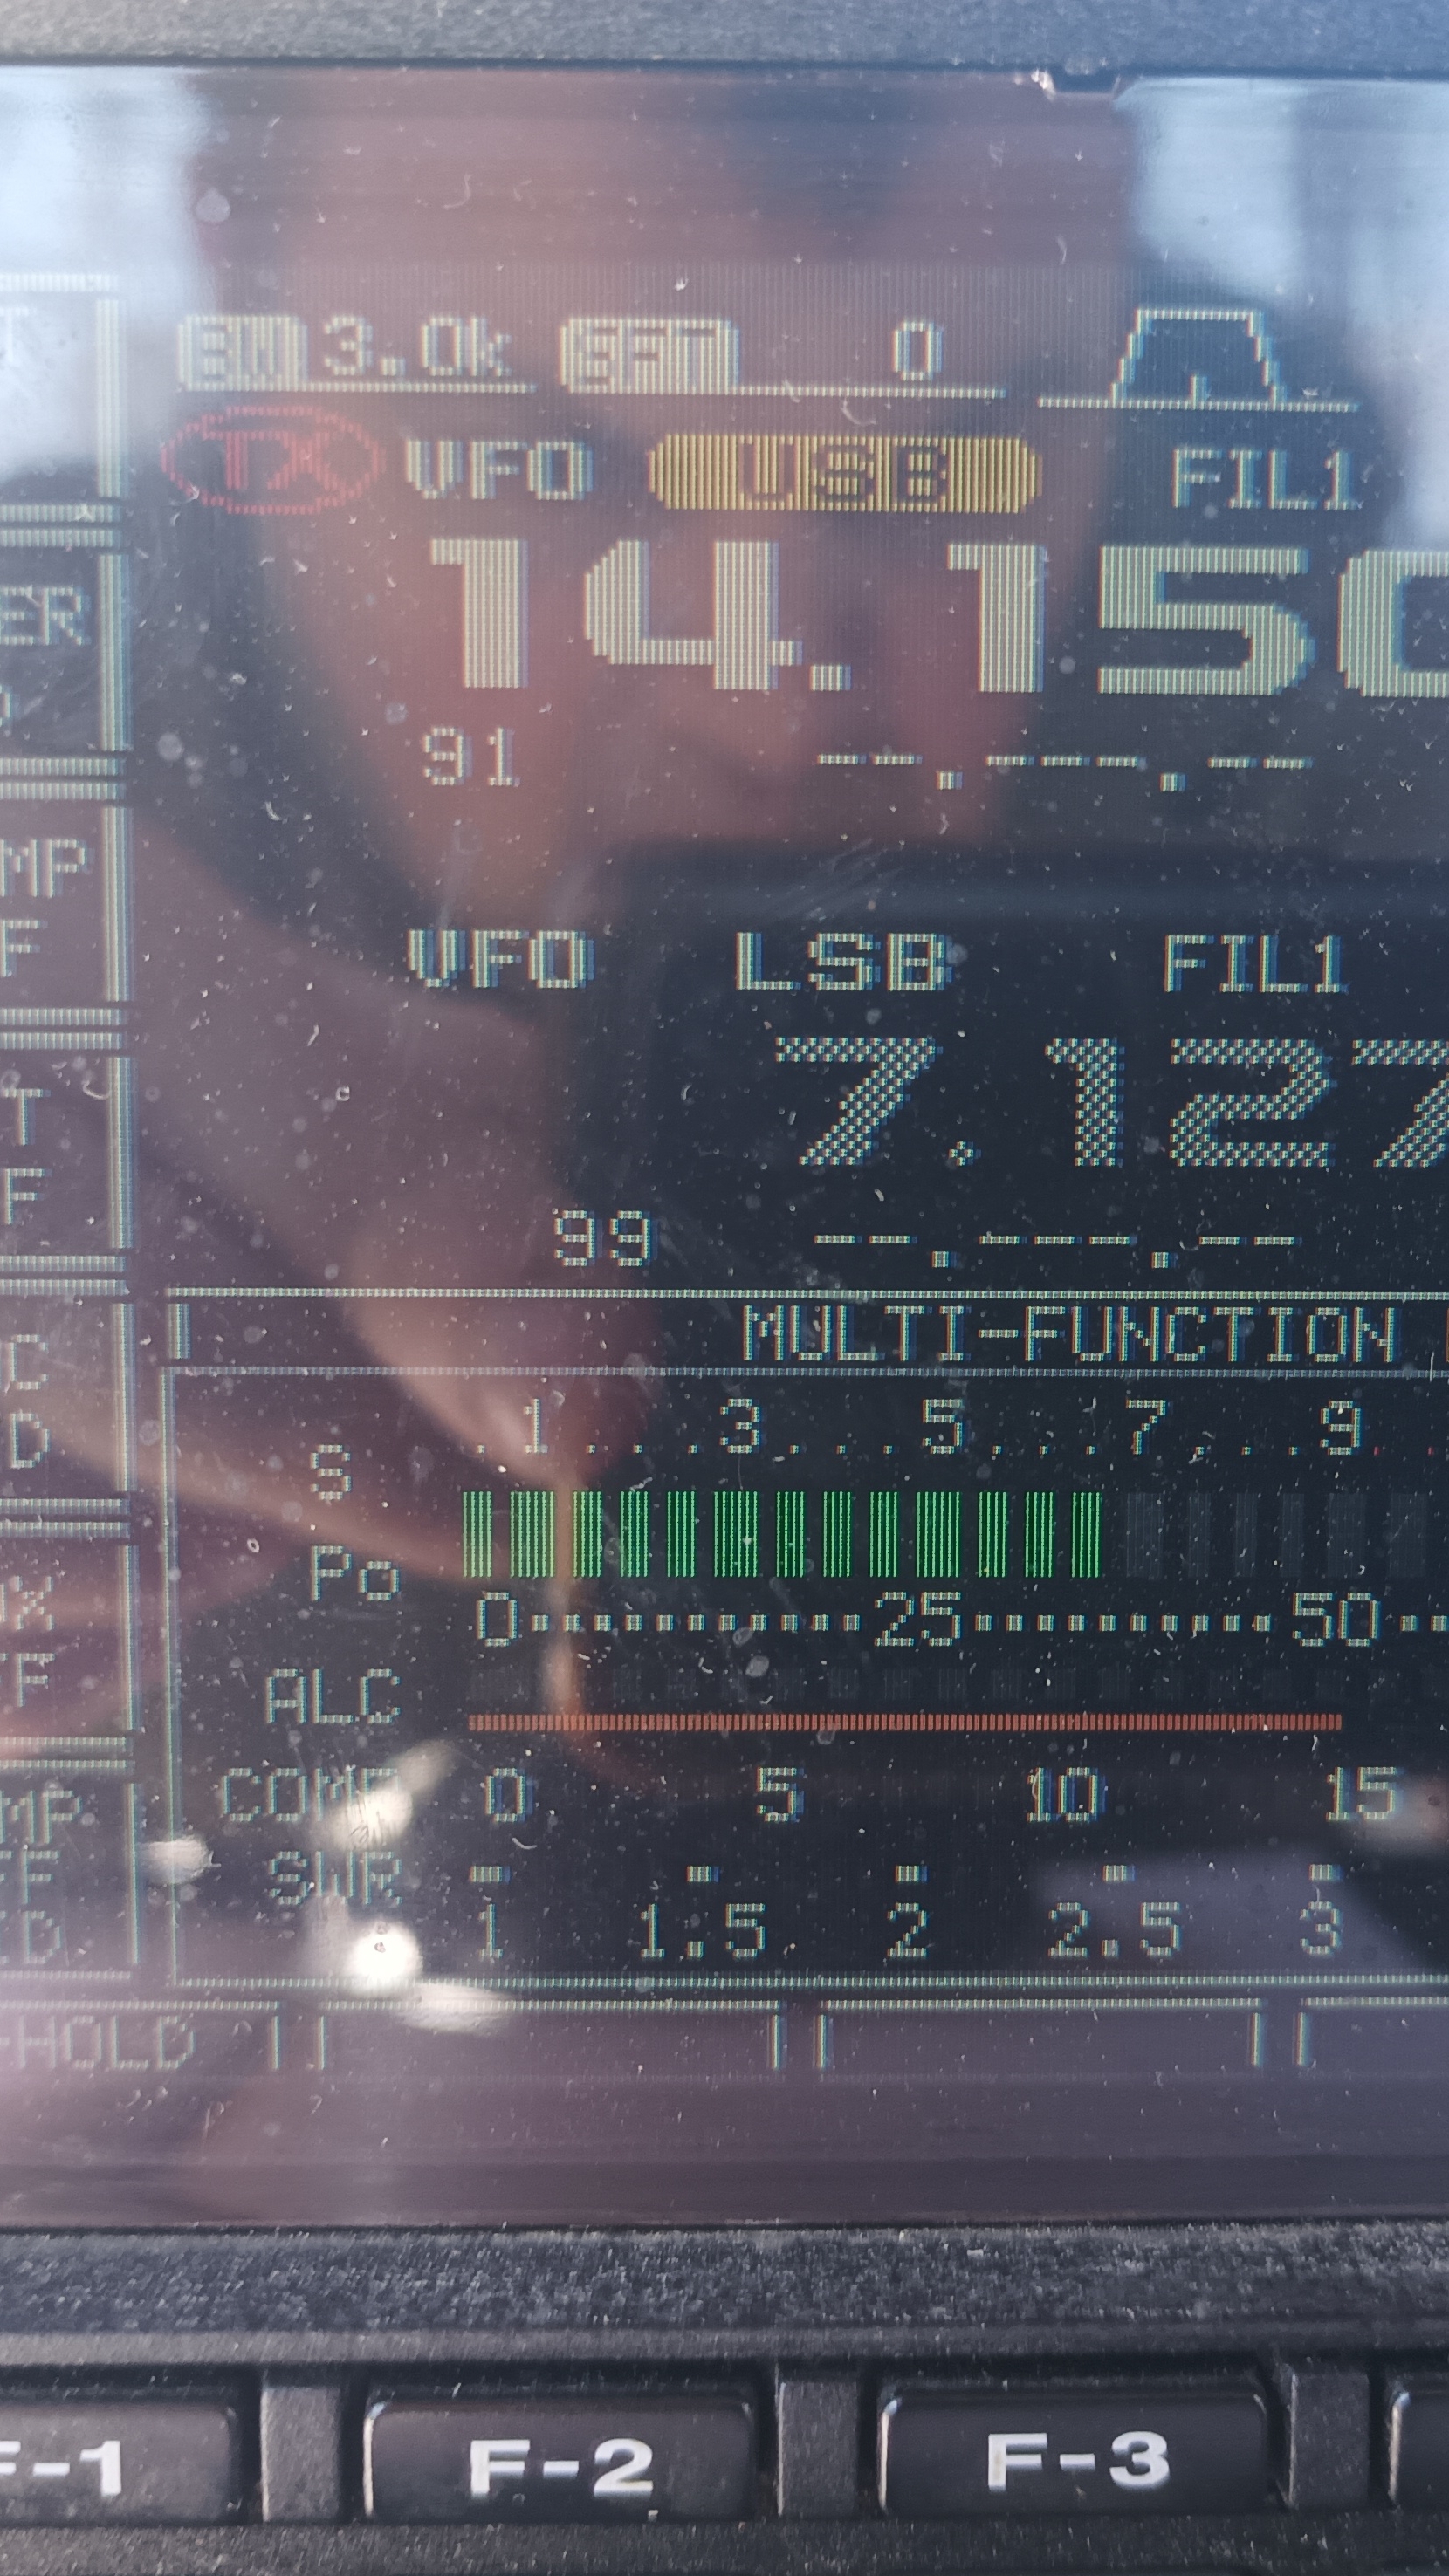 BW 3.0k SFT 0
TX VFO USB FIL1
14.150
91 --.---.--
VFO LSB FIL1
7.127
99 --.---.--
MULTI-FUNCTION
S .1...3...5...7...9
Po
0 25 50
ALC
COMP 0 5 10 15
SWR
1 1.5 2 2.5 3
HOLD
F-1 F-2 F-3